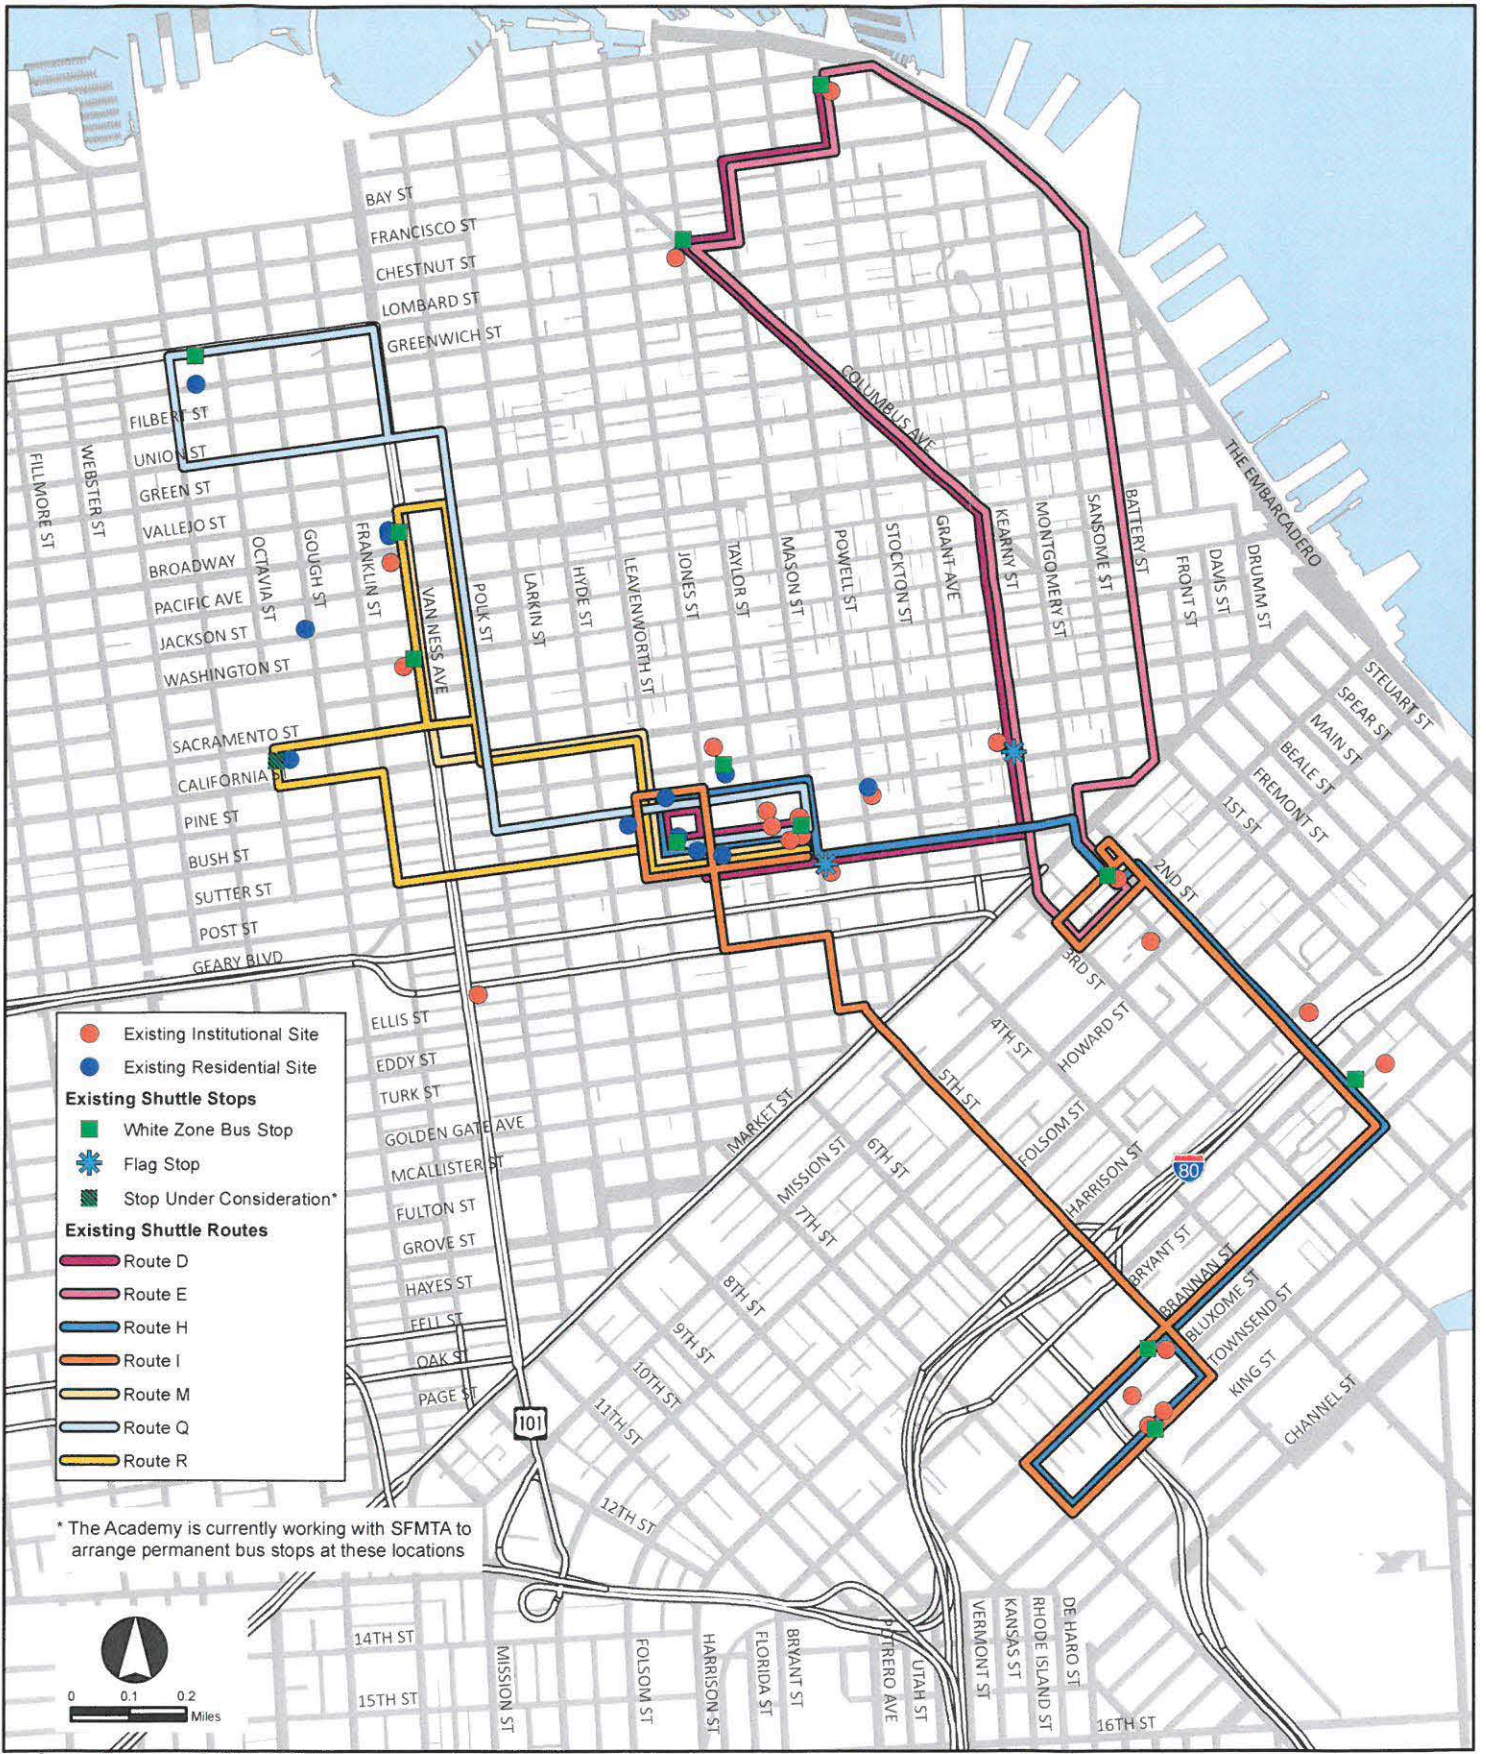 BAY ST
FRANCISCO ST
CHESTNUT ST
LOMBARD ST
GREENWICH ST
FILBERT ST
UNION ST
GREEN ST
VALLEJO ST
BROADWAY
PACIFIC AVE
JACKSON ST
WASHINGTON ST
SACRAMENTO ST
CALIFORNIA S
PINE ST
BUSH ST
SUTTER ST
POST ST
GEARY BLVD
FILLMORE ST
WEBSTER ST
OCTAVIA ST
GOUGH ST
FRANKLIN ST
VAN NESS AVE
POLK ST
LARKIN ST
HYDE ST
LEAVENWORTH ST
JONES ST
TAYLOR ST
MASON ST
POWELL ST
STOCKTON ST
GRANT AVE
KEARNY ST
MONTGOMERY ST
SANSOME ST
BATTERY ST
FRONT ST
DAVIS ST
DRUMM ST
COLUMBUS AVE
THE EMBARCADERO
STEUART ST
SPEAR ST
MAIN ST
BEALE ST
FREMONT ST
1ST ST
2ND ST
3RD ST
4TH ST
HOWARD ST
5TH ST
FOLSOM ST
6TH ST
HARRISON ST
MARKET ST
MISSION ST
7TH ST
8TH ST
9TH ST
10TH ST
11TH ST
12TH ST
80
BRYANT ST
BRANNAN ST
BLUXOME ST
TOWNSEND ST
KING ST
CHANNEL ST
ELLIS ST
EDDY ST
TURK ST
GOLDEN GATE AVE
MCALLISTER ST
FULTON ST
GROVE ST
HAYES ST
FELL ST
OAK ST
PAGE ST
101
Existing Institutional Site
Existing Residential Site
Existing Shuttle Stops
White Zone Bus Stop
Flag Stop
Stop Under Consideration*
Existing Shuttle Routes
Route D
Route E
Route H
Route I
Route M
Route Q
Route R
* The Academy is currently working with SFMTA to
arrange permanent bus stops at these locations
0 0.1 0.2
Miles
14TH ST
15TH ST
MISSION ST
FOLSOM ST
HARRISON ST
FLORIDA ST
BRYANT ST
UTAH ST
VERMONT ST
KANSAS ST
RHODE ISLAND ST
DE HARO ST
16TH ST